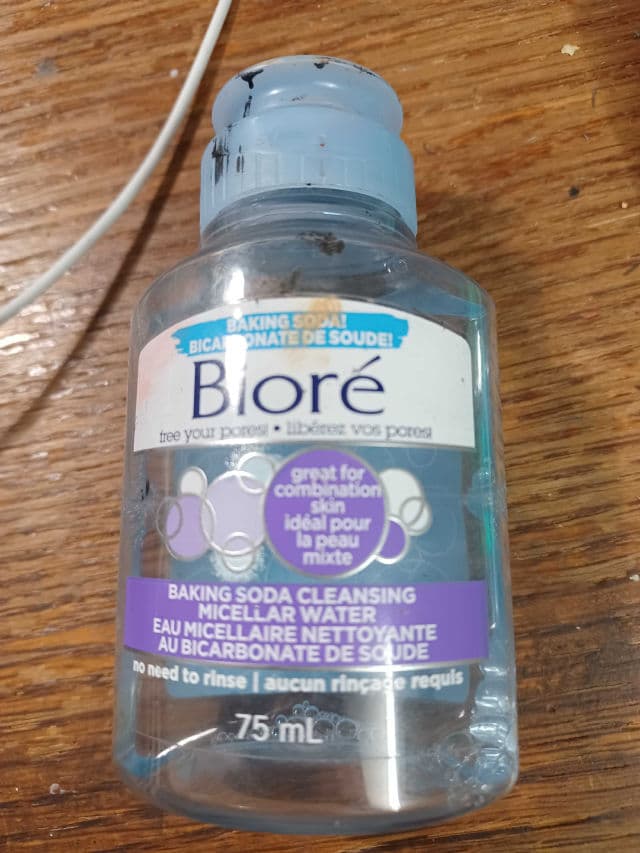 BAKING SODA!
BICARBONATE DE SOUDE!
Bioré
free your pores! • libérez vos pores!
great for
combination
skin
idéal pour
la peau
mixte
BAKING SODA CLEANSING
MICELLAR WATER
EAU MICELLAIRE NETTOYANTE
AU BICARBONATE DE SOUDE
no need to rinse | aucun rinçage requis
75 mL